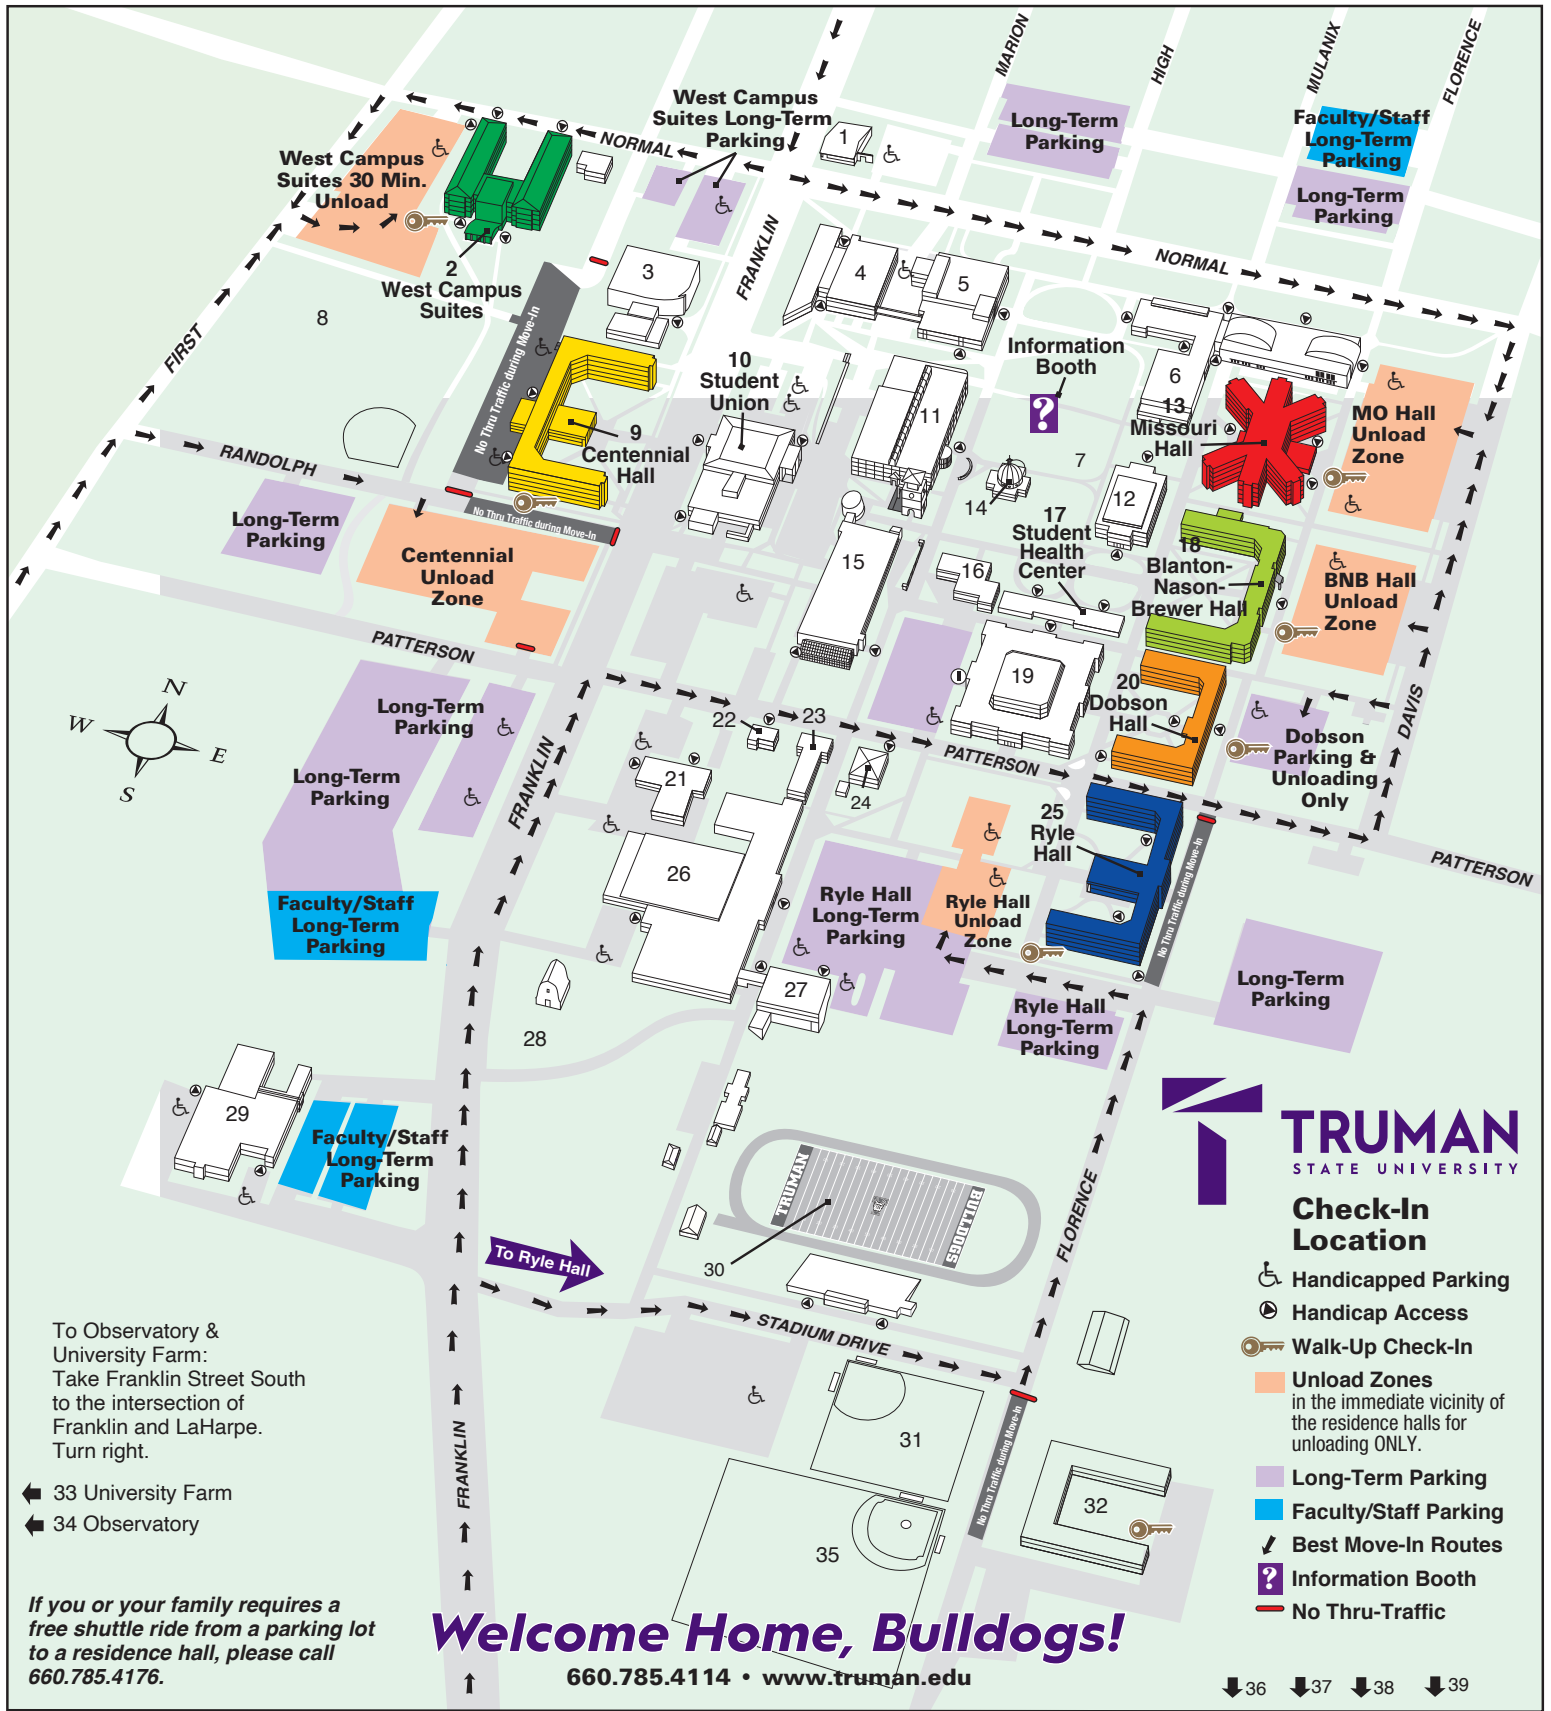 MARION
HIGH
MULANIX
FLORENCE
West Campus
Suites Long-Term
Parking
Long-Term
Parking
Faculty/Staff
Long-Term
Parking
Long-Term
Parking
NORMAL
1
West Campus
Suites 30 Min.
Unload
2
West Campus
Suites
FRANKLIN
NORMAL
3
4
5
8
FIRST
No Thru Traffic during Move-In
Information
Booth
?
6
10
Student
Union
11
13
Missouri
Hall
MO Hall
Unload
Zone
9
Centennial
Hall
7
RANDOLPH
12
14
Long-Term
Parking
No Thru Traffic during Move-In
17
Student
Health
Center
Centennial
Unload
Zone
15
16
18
Blanton-
Nason-
Brewer Hall
BNB Hall
Unload
Zone
PATTERSON
19
20
Dobson
Hall
N
W
E
S
Long-Term
Parking
22
23
DAVIS
Dobson
Parking &
Unloading
Only
PATTERSON
Long-Term
Parking
FRANKLIN
21
24
25
Ryle
Hall
PATTERSON
26
Ryle Hall
Long-Term
Parking
Ryle Hall
Unload
Zone
No Thru Traffic during Move-In
Faculty/Staff
Long-Term
Parking
27
Long-Term
Parking
Ryle Hall
Long-Term
Parking
28
29
Faculty/Staff
Long-Term
Parking
TRUMAN
BULLDOGS
30
FLORENCE
To Ryle Hall
STADIUM DRIVE
TRUMAN
STATE UNIVERSITY
Check-In
Location
Handicapped Parking
Handicap Access
Walk-Up Check-In
Unload Zones
in the immediate vicinity of
the residence halls for
unloading ONLY.
Long-Term Parking
Faculty/Staff Parking
Best Move-In Routes
?
Information Booth
No Thru-Traffic
To Observatory &
University Farm:
Take Franklin Street South
to the intersection of
Franklin and LaHarpe.
Turn right.
33 University Farm
34 Observatory
FRANKLIN
31
No Thru Traffic during Move-In
32
35
If you or your family requires a
free shuttle ride from a parking lot
to a residence hall, please call
660.785.4176.
Welcome Home, Bulldogs!
660.785.4114 • www.truman.edu
36
37
38
39